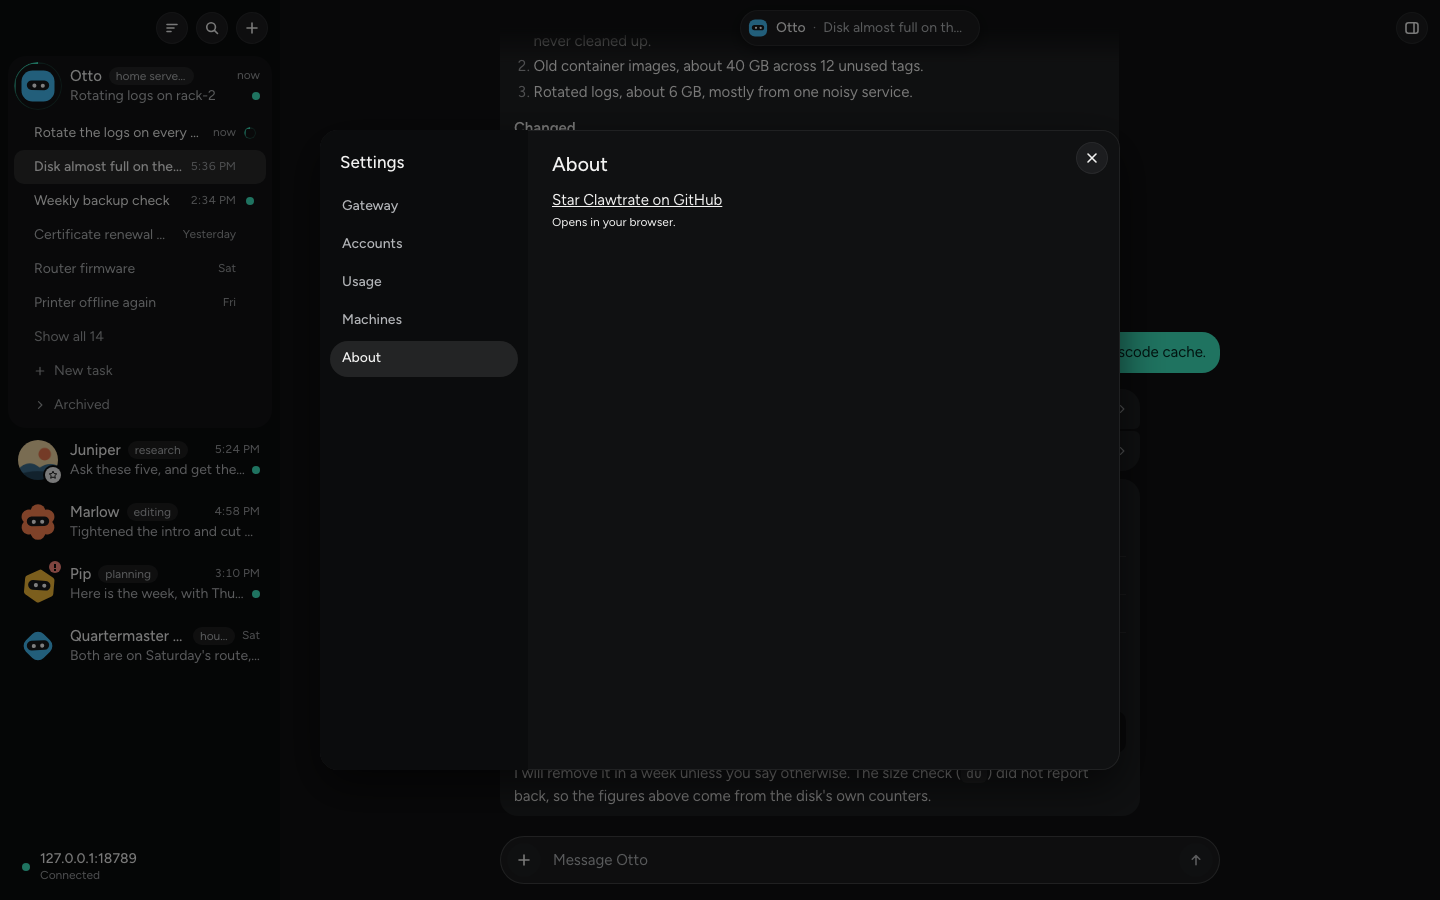 Otto · Disk almost full on th...
Otto home serve... now
Rotating logs on rack-2
Rotate the logs on every ... now
Disk almost full on the... 5:36 PM
Weekly backup check 2:34 PM
Certificate renewal ... Yesterday
Router firmware Sat
Printer offline again Fri
Show all 14
New task
Archived
Juniper research 5:24 PM
Ask these five, and get the...
Marlow editing 4:58 PM
Tightened the intro and cut ...
Pip planning 3:10 PM
Here is the week, with Thu...
Quartermaster ... hou... Sat
Both are on Saturday's route,...
127.0.0.1:18789
Connected
never cleaned up.
2. Old container images, about 40 GB across 12 unused tags.
3. Rotated logs, about 6 GB, mostly from one noisy service.
Changed
Settings
Gateway
Accounts
Usage
Machines
About
About
Star Clawtrate on GitHub
Opens in your browser.
scode cache.
I will remove it in a week unless you say otherwise. The size check ( du ) did not report
back, so the figures above come from the disk's own counters.
Message Otto